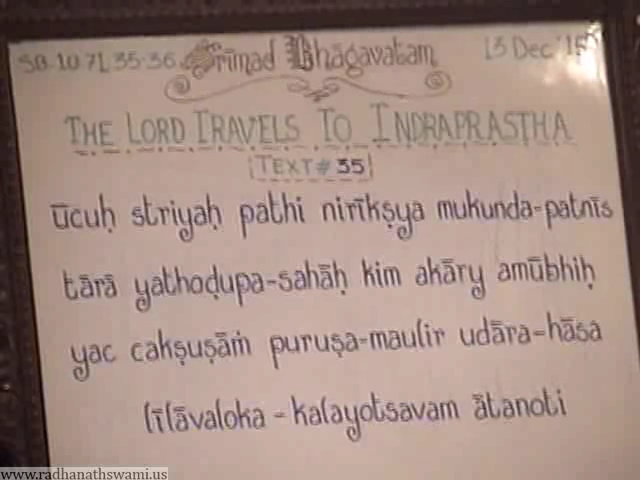 SB. 10.71.35-36 Śrīmad Bhāgavatam 15 Dec '15
THE LORD TRAVELS TO INDRAPRASTHA
TEXT # 35
ūcuḥ striyaḥ pathi nirīkṣya mukunda-patnīs
tārā yathoḍupa-sahāḥ kim akāry amūbhiḥ
yac cakṣuṣāṁ puruṣa-maulir udāra-hāsa
līlāvaloka-kalayotsavam ātanoti
www.radhanathswami.us